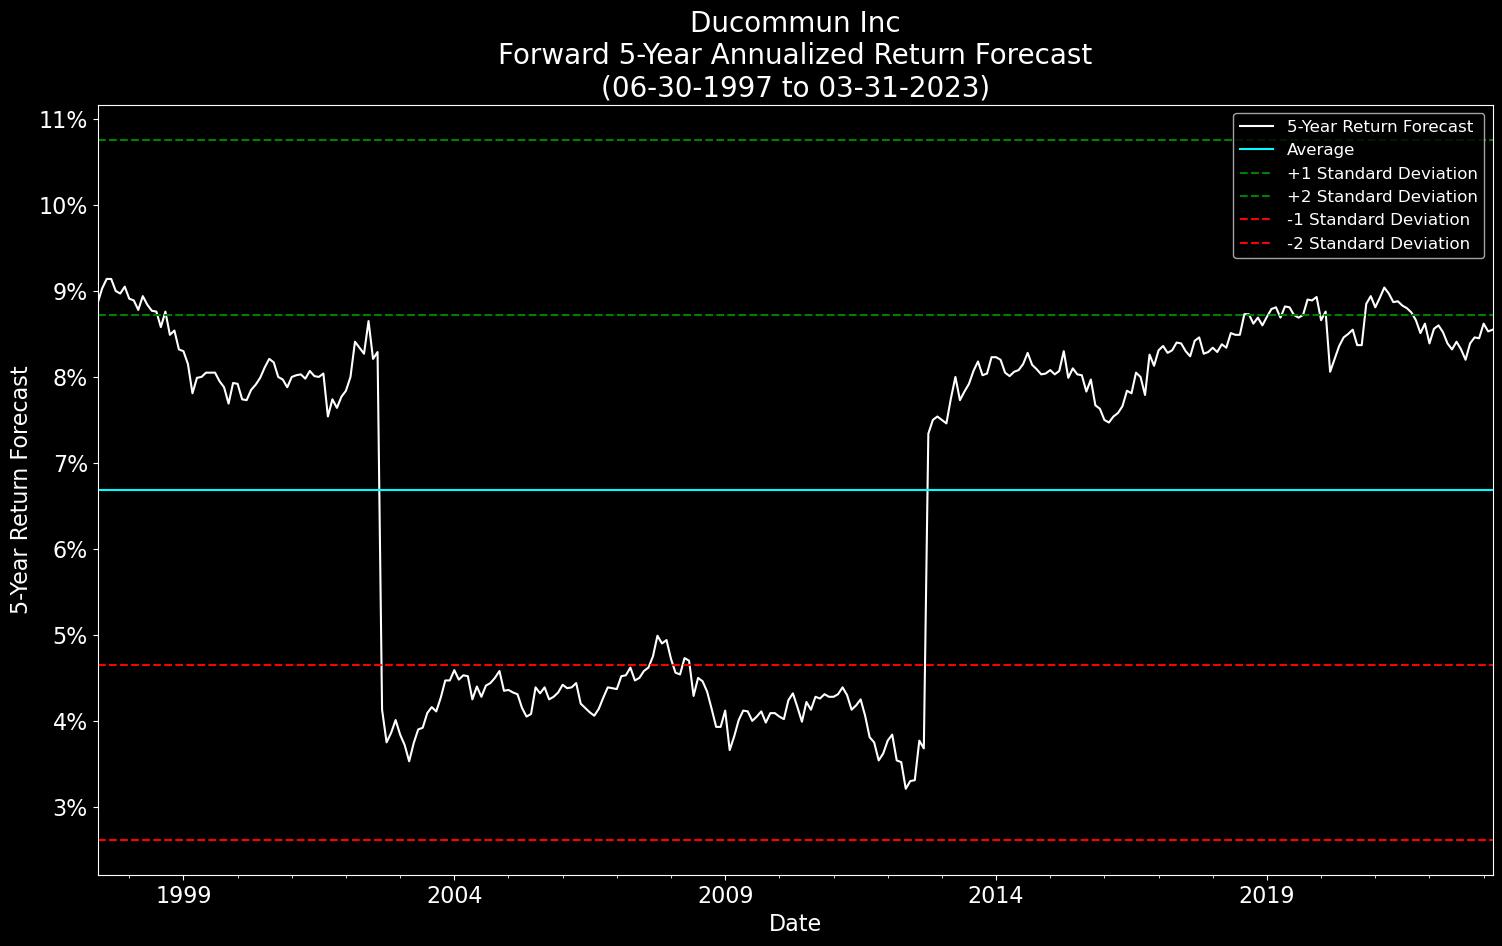 Ducommun Inc
Forward 5-Year Annualized Return Forecast
(06-30-1997 to 03-31-2023)
11%
10%
9%
8%
7%
6%
5%
4%
3%
5-Year Return Forecast
5-Year Return Forecast
Average
+1 Standard Deviation
+2 Standard Deviation
-1 Standard Deviation
-2 Standard Deviation
1999
2004
2009
2014
2019
Date